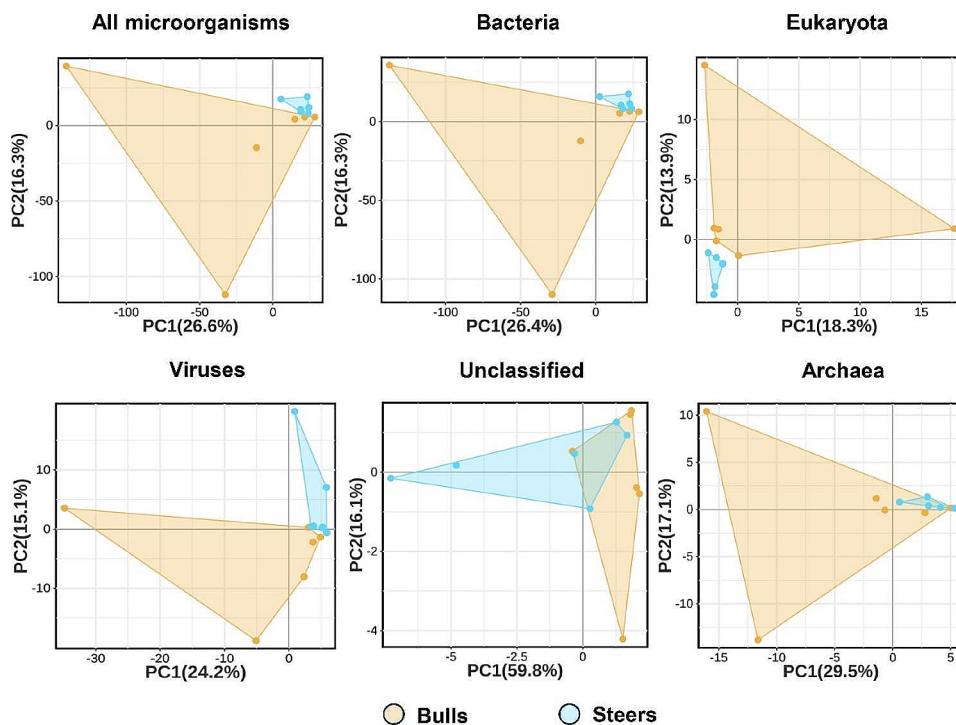 All microorganisms Bacteria Eukaryota
PC2(16.3%)
0
-50
-100
-100 -50 0
PC1(26.6%)
PC2(16.3%)
0
-50
-100
-100 -50 0
PC1(26.4%)
PC2(13.9%)
10
5
0
0 5 10 15
PC1(18.3%)
Viruses Unclassified Archaea
PC2(15.1%)
10
0
-10
-30 -20 -10 0
PC1(24.2%)
PC2(16.1%)
0
-2
-4
-5 -2.5 0
PC1(59.8%)
PC2(17.1%)
10
5
0
-5
-10
-15 -10 -5 0 5
PC1(29.5%)
Bulls Steers